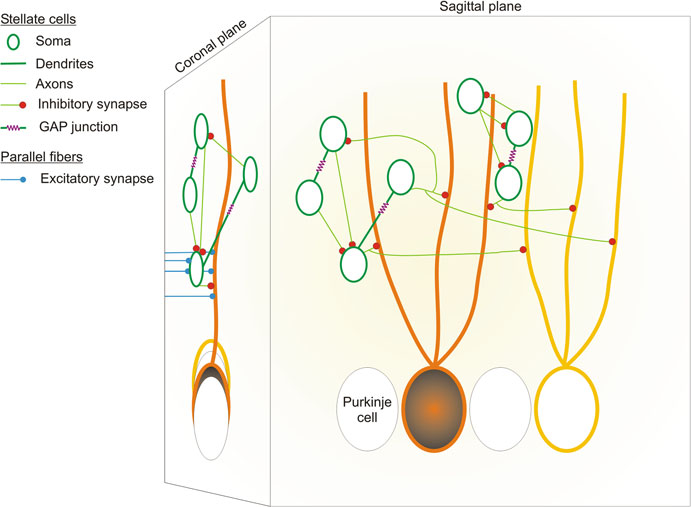 Stellate cells
Soma
Dendrites
Axons
Inhibitory synapse
GAP junction
Parallel fibers
Excitatory synapse
Coronal plane
Sagittal plane
Purkinje
cell